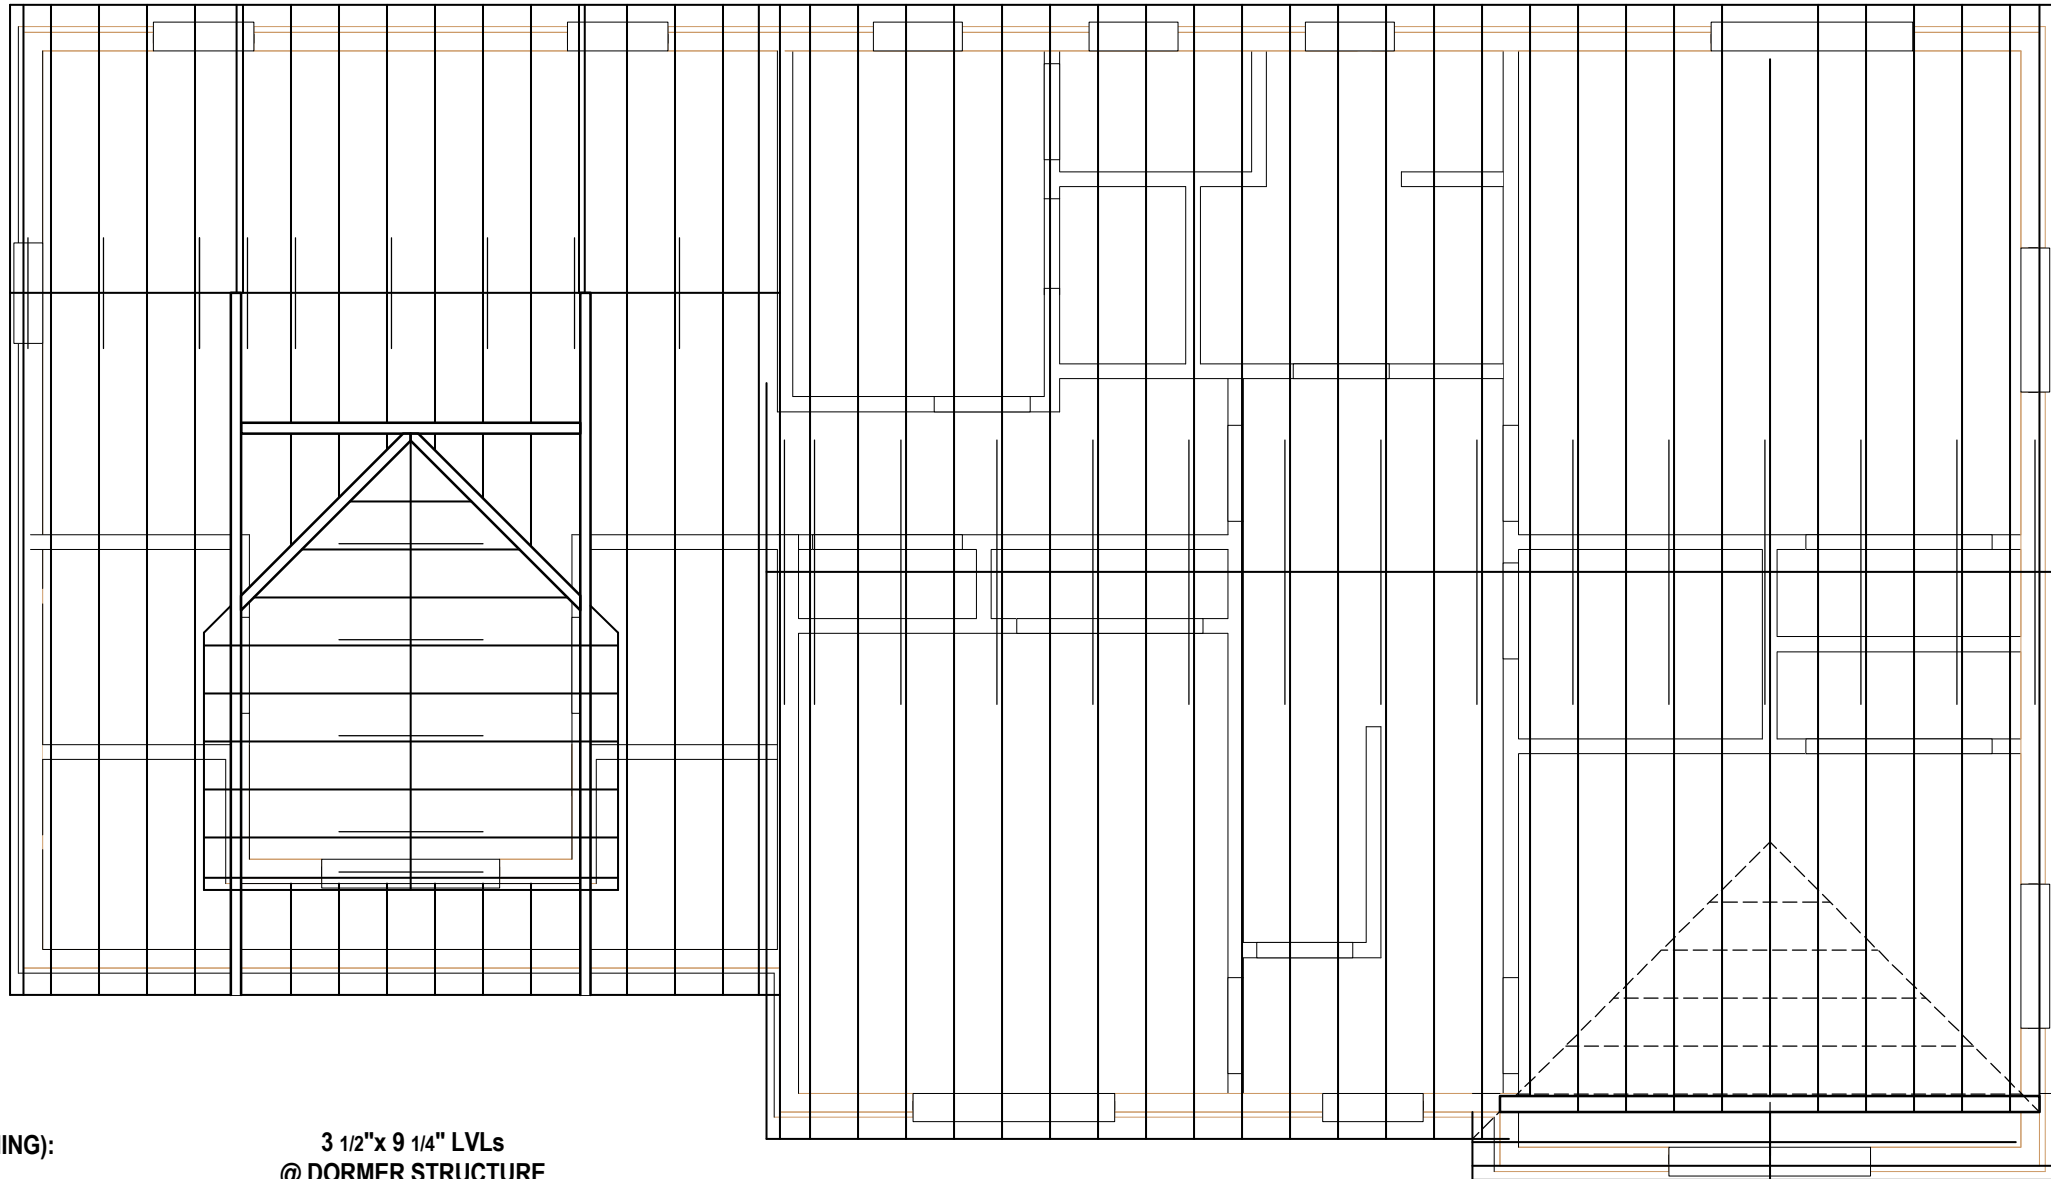 ING):
3 1/2"x 9 1/4" LVLs
@ DORMER STRUCTURE